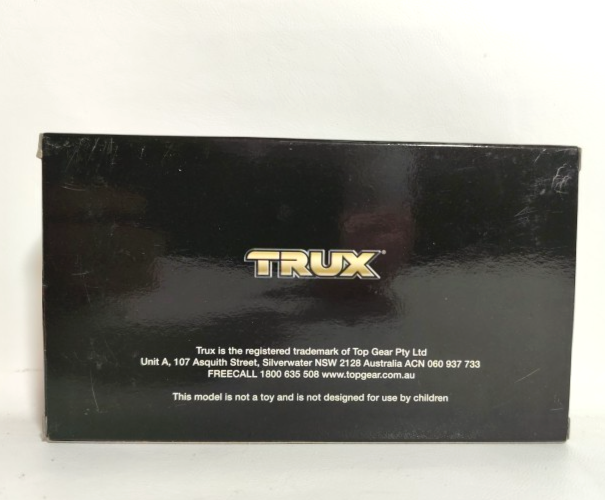 TRUX®
Trux is the registered trademark of Top Gear Pty Ltd
Unit A, 107 Asquith Street, Silverwater NSW 2128 Australia ACN 060 937 733
FREECALL 1800 635 508 www.topgear.com.au
This model is not a toy and is not designed for use by children